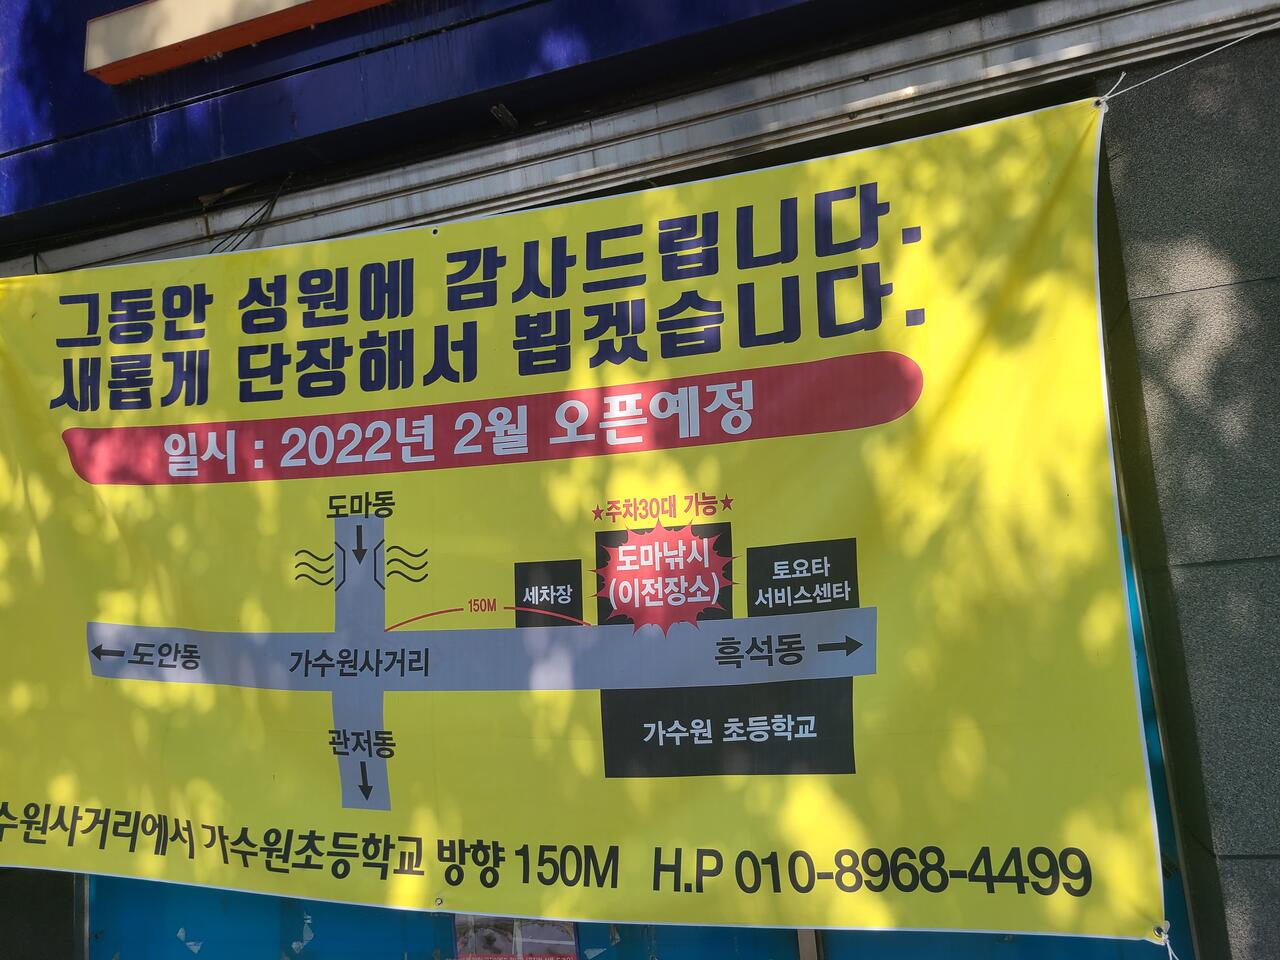 그동안 성원에 감사드립니다.
새롭게 단장해서 뵙겠습니다.
일시 : 2022년 2월 오픈예정
도마동
★주차30대 가능★
도마낚시
(이전장소)
세차장
토요타
서비스센타
150M
도안동
가수원사거리
흑석동
관저동
가수원 초등학교
수원사거리에서 가수원초등학교 방향 150M H.P 010-8968-4499